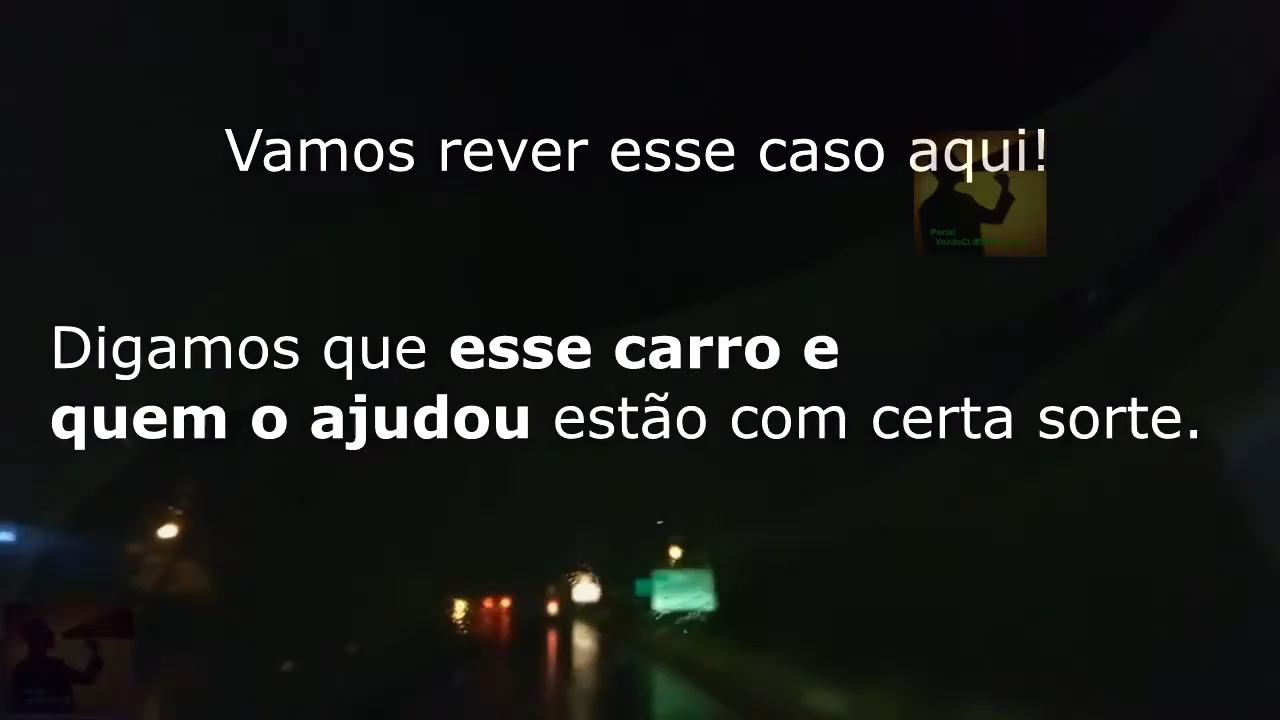 Vamos rever esse caso aqui!
Portal
Digamos que esse carro e
quem o ajudou estão com certa sorte.